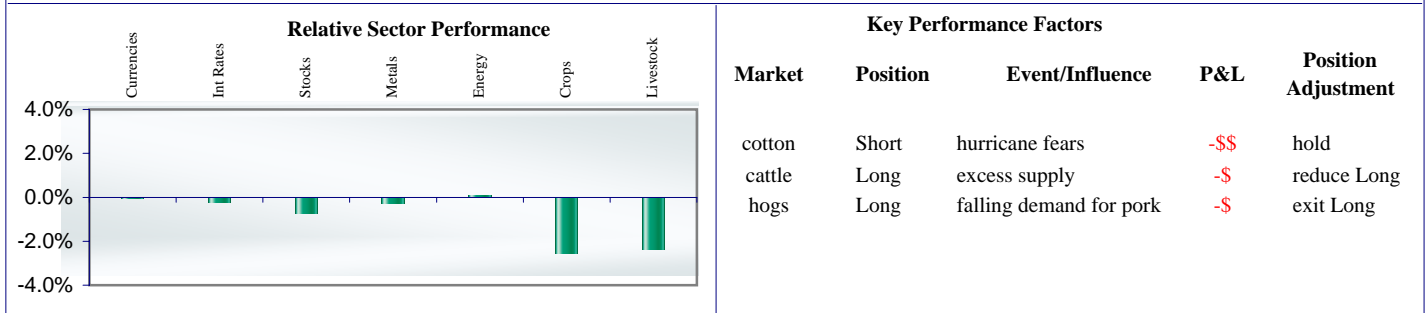 Relative Sector Performance
Currencies
Int Rates
Stocks
Metals
Energy
Crops
Livestock
4.0%
2.0%
0.0%
-2.0%
-4.0%
Key Performance Factors
Market Position Event/Influence P&L Position Adjustment
cotton Short hurricane fears -$$ hold
cattle Long excess supply -$ reduce Long
hogs Long falling demand for pork -$ exit Long